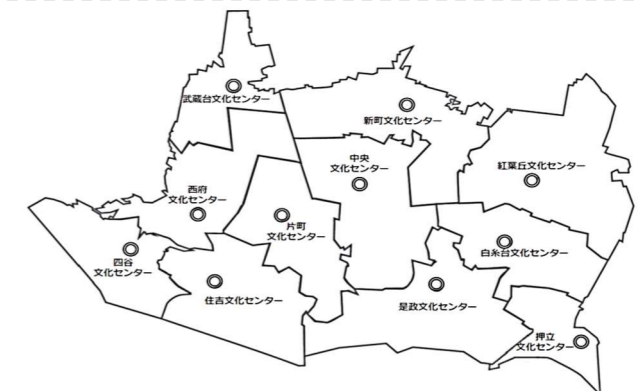 武蔵台文化センター
新町文化センター
中央
文化センター
紅葉丘文化センター
西府
文化センター
片町
文化センター
白糸台文化センター
四谷
文化センター
住吉文化センター
是政文化センター
押立
文化センター